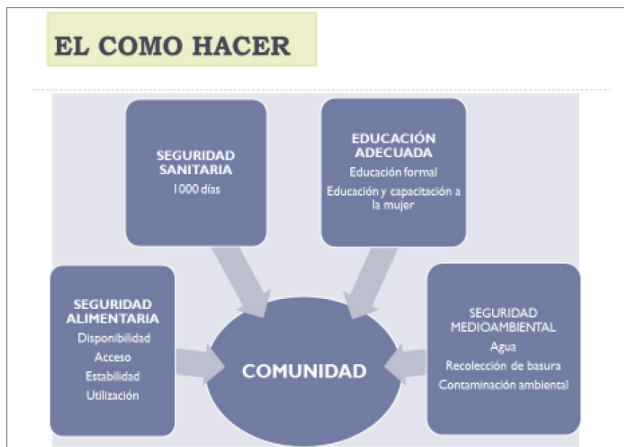 EL COMO HACER
SEGURIDAD
SANITARIA
1000 días
EDUCACIÓN
ADECUADA
Educación formal
Educación y capacitación a
la mujer
SEGURIDAD
ALIMENTARIA
Disponibilidad
Acceso
Estabilidad
Utilización
COMUNIDAD
SEGURIDAD
MEDIOAMBIENTAL
Agua
Recolección de basura
Contaminación ambiental